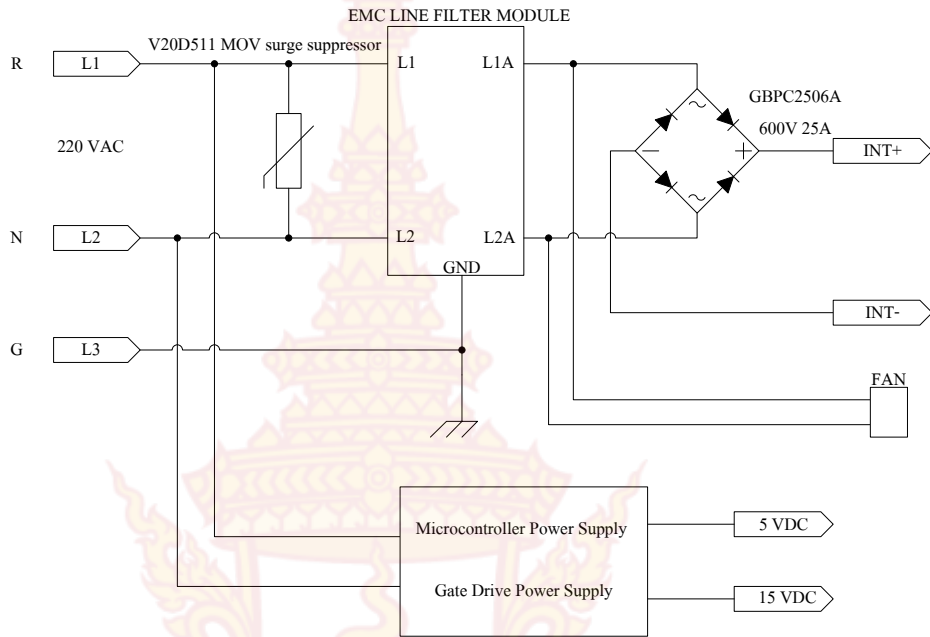 EMC LINE FILTER MODULE
V20D511 MOV surge suppressor
R
L1
L1
L1A
GBPC2506A
600V 25A
220 VAC
INT+
N
L2
L2
L2A
GND
INT-
G
L3
FAN
Microcontroller Power Supply
5 VDC
Gate Drive Power Supply
15 VDC